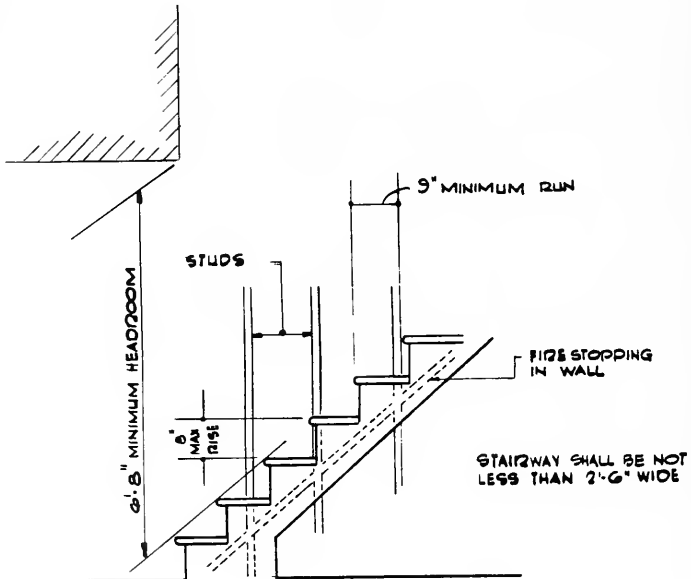 9" MINIMUM RUN
STUDS
6'-8" MINIMUM HEADROOM
8"
MAX
RISE
FIRE STOPPING
IN WALL
STAIRWAY SHALL BE NOT
LESS THAN 2'-6" WIDE